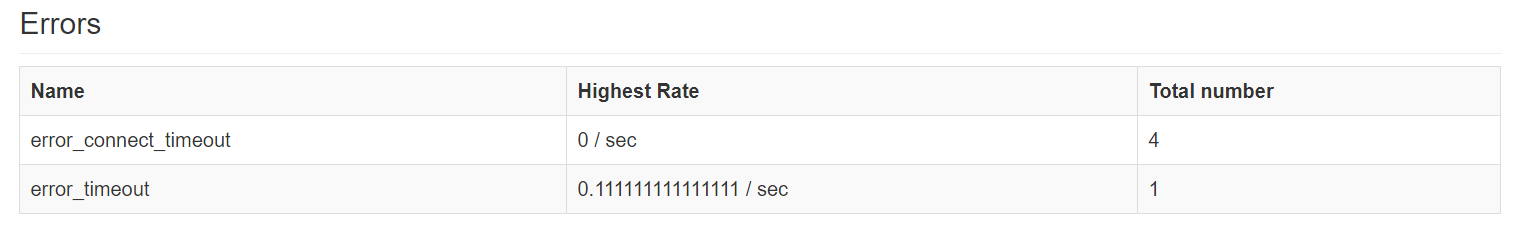 Errors
Name Highest Rate Total number
error_connect_timeout 0 / sec 4
error_timeout 0.111111111111111 / sec 1